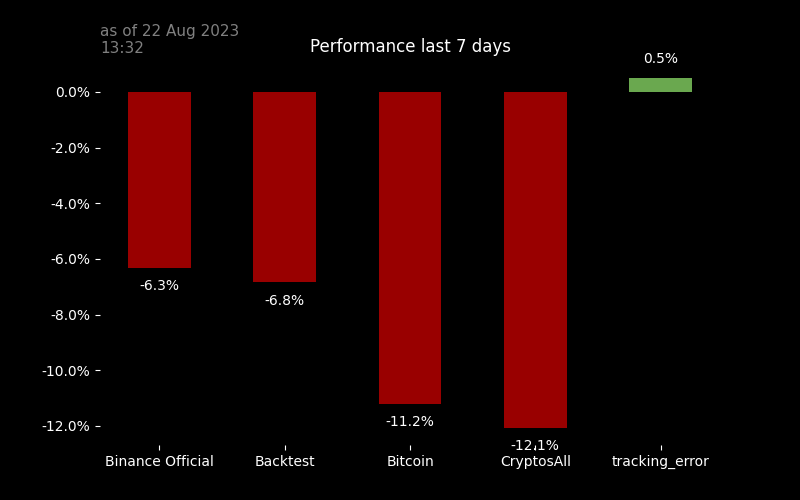 as of 22 Aug 2023
13:32
Performance last 7 days
0.5%
0.0%
-2.0%
-4.0%
-6.0%
-8.0%
-10.0%
-12.0%
-6.3%
-6.8%
-11.2%
-12.1%
Binance Official
Backtest
Bitcoin
CryptosAll
tracking_error